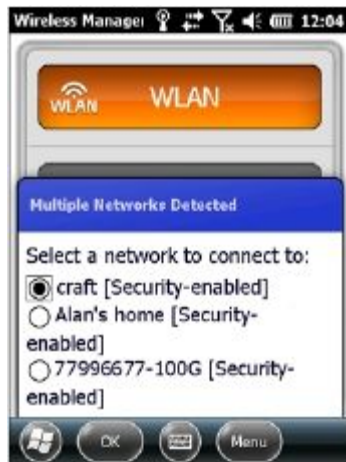 Wireless Manager 12:04
WLAN WLAN
Multiple Networks Detected
Select a network to connect to:
craft [Security-enabled]
Alan's home [Security-
enabled]
77996677-100G [Security-
enabled]
OK Menu